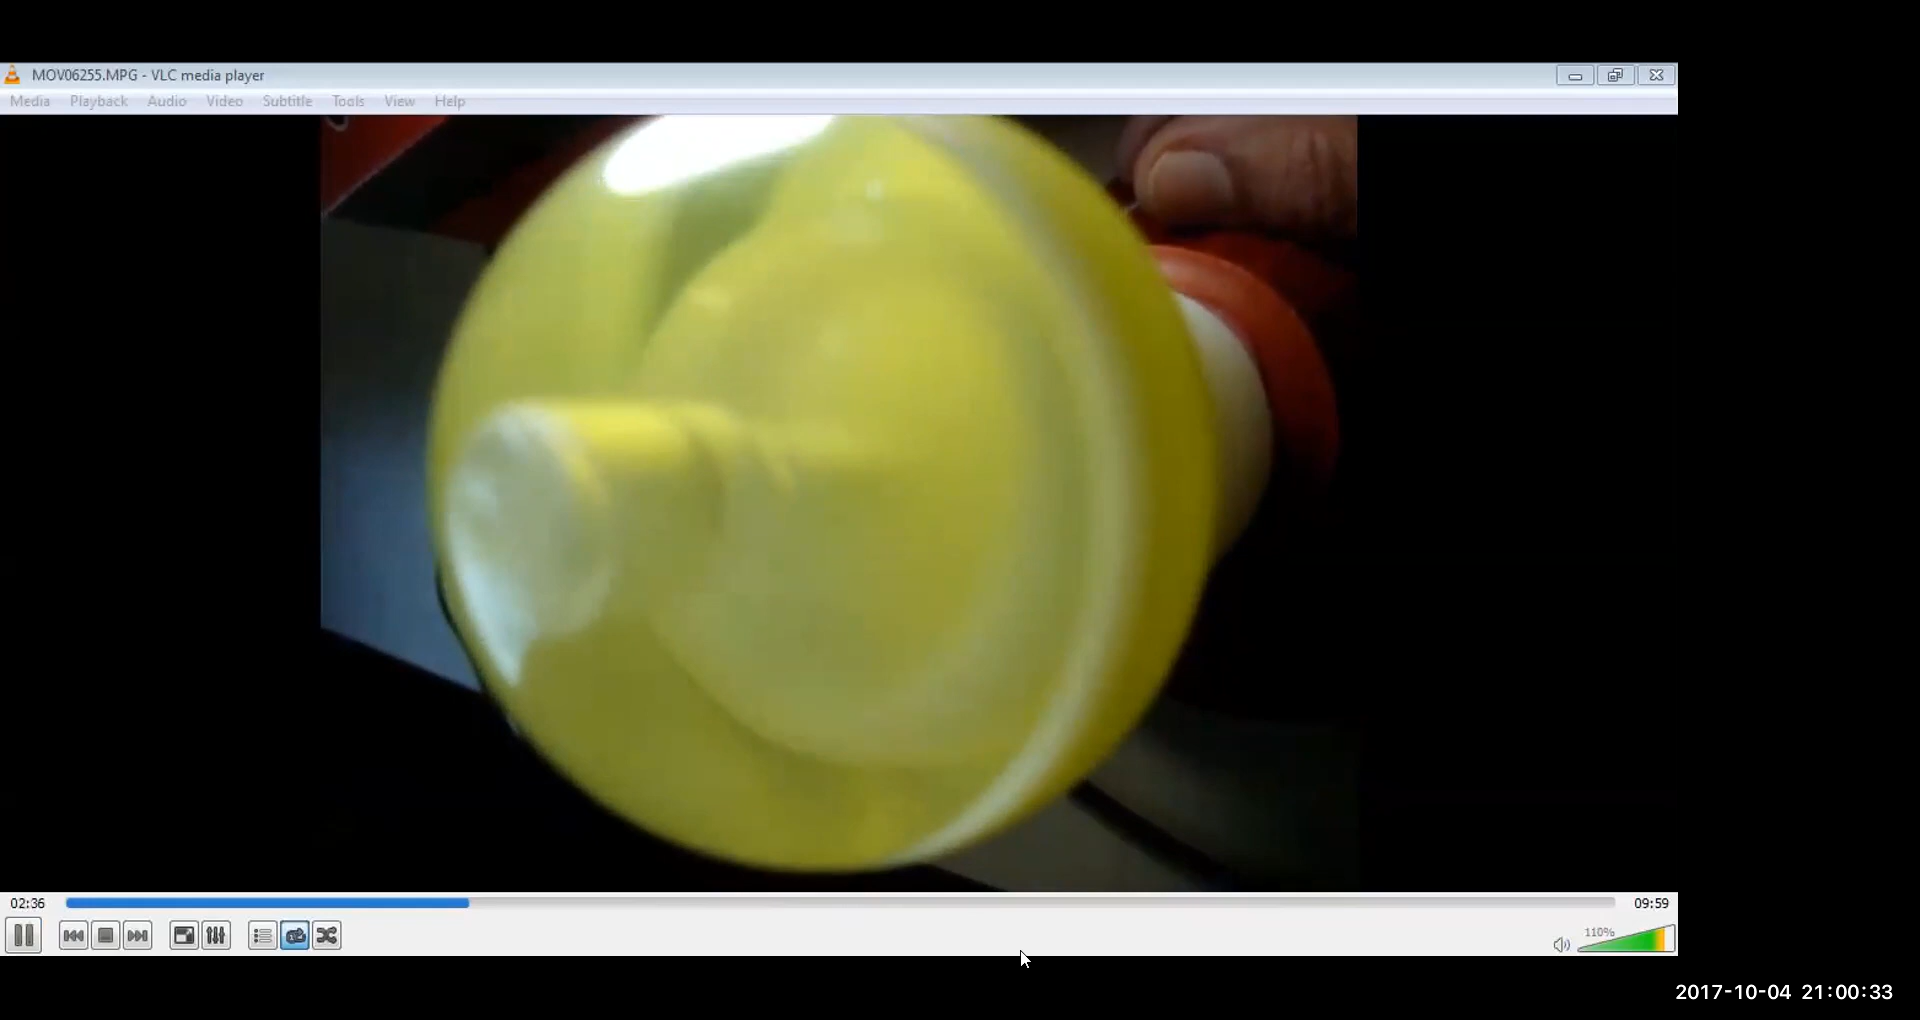 MOV06255.MPG - VLC media player
Media Playback Audio Video Subtitle Tools View Help
02:36
09:59
110%
2017-10-04 21:00:33